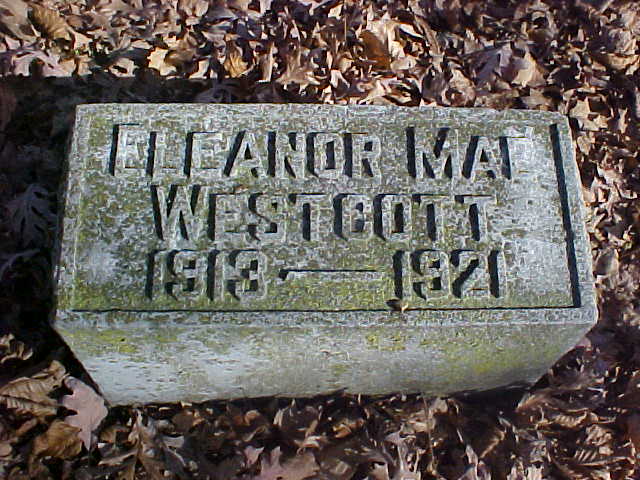 ELEANOR MAE
WESTCOTT
1913 — 1921